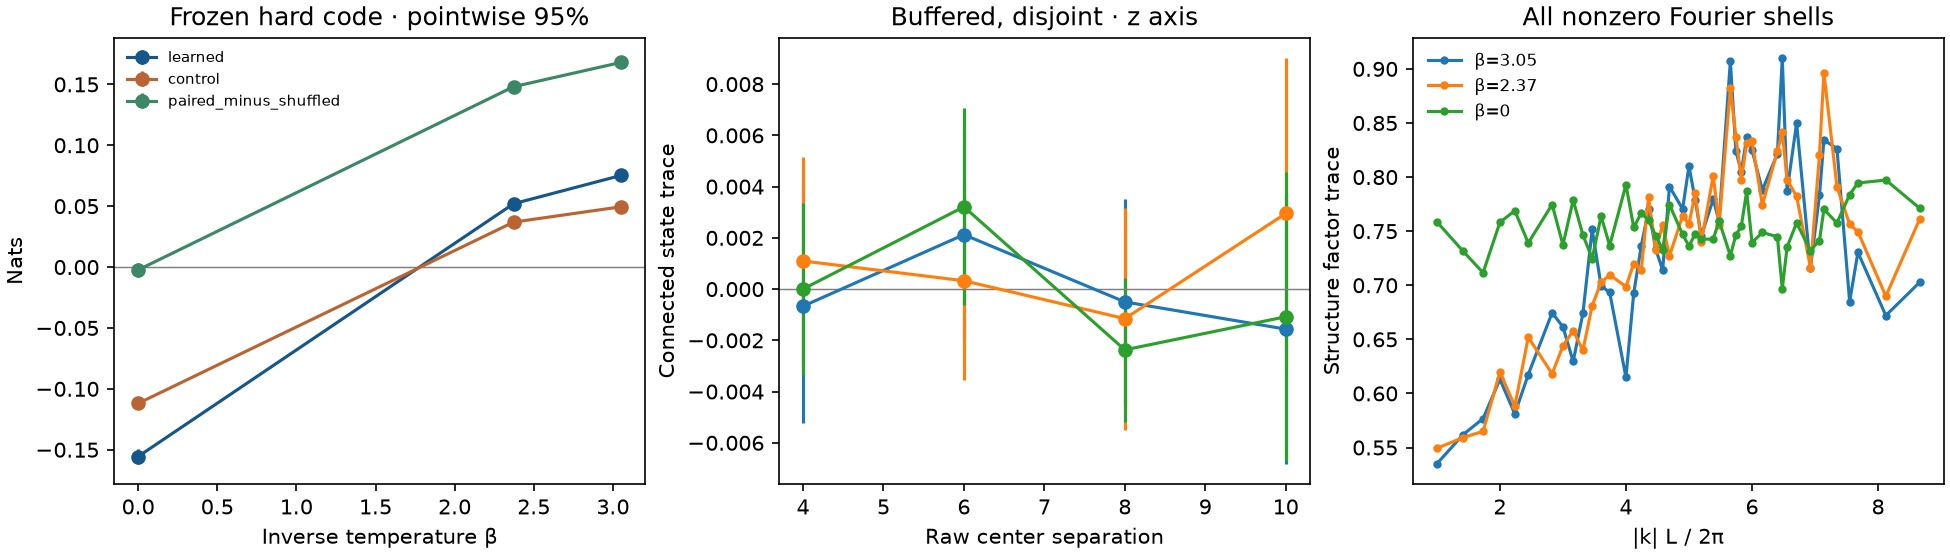 Frozen hard code · pointwise 95%
learned
control
paired_minus_shuffled
Nats
0.15
0.10
0.05
0.00
−0.05
−0.10
−0.15
0.0 0.5 1.0 1.5 2.0 2.5 3.0
Inverse temperature β
Buffered, disjoint · z axis
Connected state trace
0.008
0.006
0.004
0.002
0.000
−0.002
−0.004
−0.006
4 5 6 7 8 9 10
Raw center separation
All nonzero Fourier shells
β=3.05
β=2.37
β=0
Structure factor trace
0.90
0.85
0.80
0.75
0.70
0.65
0.60
0.55
2 4 6 8
|k| L / 2π